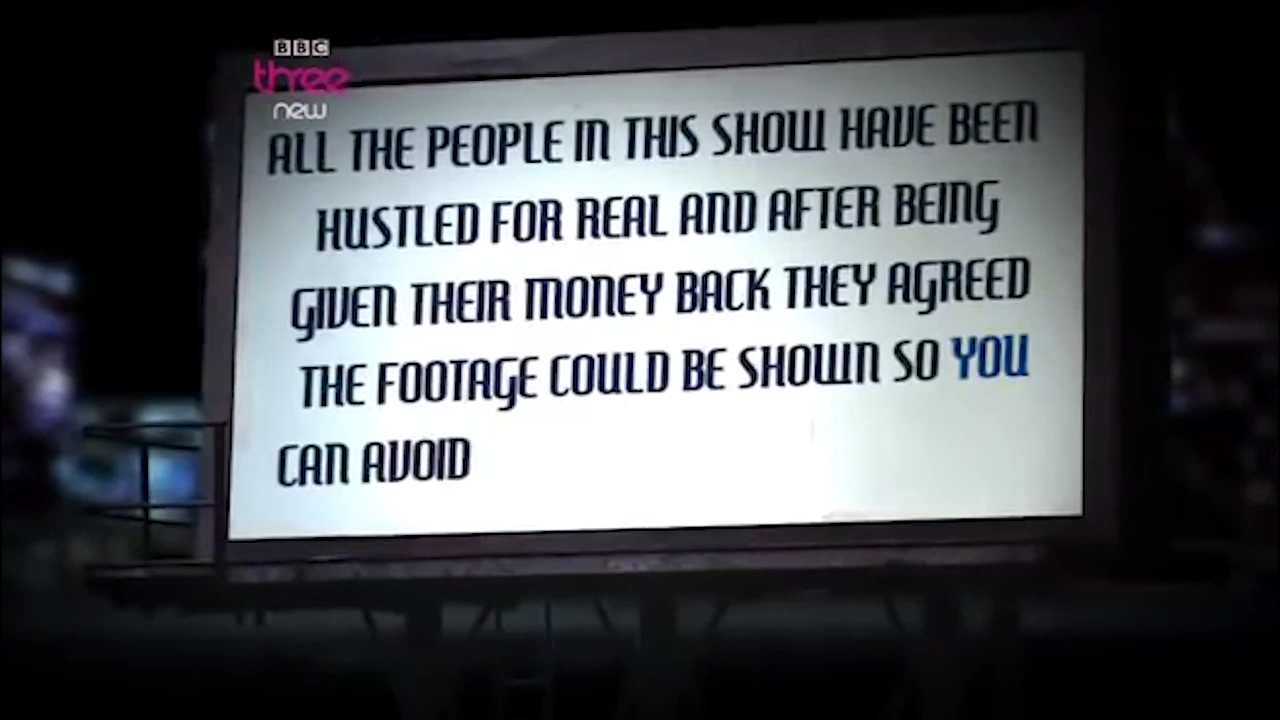 BBC
three
new
ALL THE PEOPLE IN THIS SHOW HAVE BEEN
HUSTLED FOR REAL AND AFTER BEING
GIVEN THEIR MONEY BACK THEY AGREED
THE FOOTAGE COULD BE SHOWN SO YOU
CAN AVOID